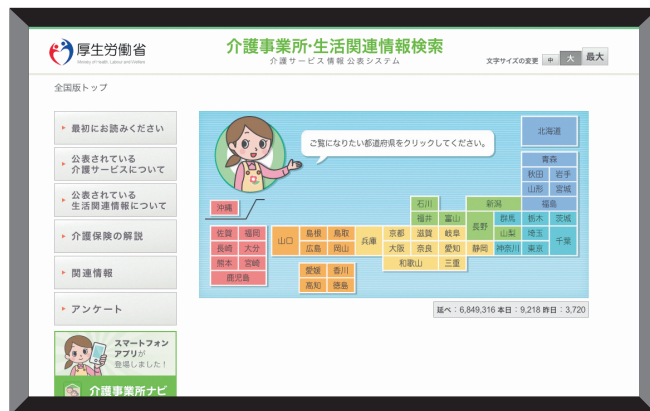 厚生労働省
Ministry of Health, Labour and Welfare
介護事業所・生活関連情報検索
介護サービス情報公表システム
文字サイズの変更 中 大 最大
全国版トップ
最初にお読みください
公表されている
介護サービスについて
公表されている
生活関連情報について
介護保険の解説
関連情報
アンケート
スマートフォン
アプリが
登場しました!
介護事業所ナビ
ご覧になりたい都道府県をクリックしてください。
北海道
青森
秋田 岩手
山形 宮城
沖縄 石川 新潟 福島
福井 富山 長野 群馬 栃木 茨城
佐賀 福岡 山口 島根 鳥取 兵庫 京都 滋賀 岐阜 山梨 埼玉 千葉
長崎 大分 広島 岡山 大阪 奈良 愛知 静岡 神奈川 東京
熊本 宮崎 和歌山 三重
鹿児島 愛媛 香川
高知 徳島
延べ:6,849,316 本日:9,218 昨日:3,720